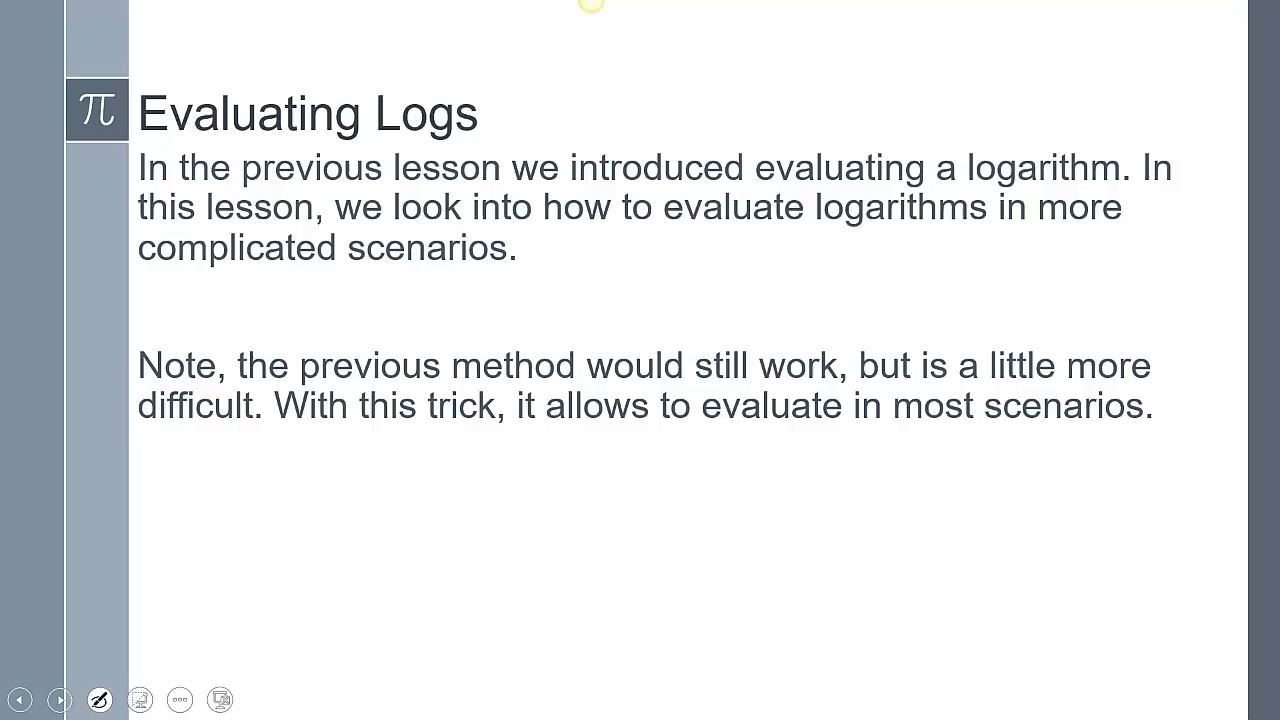 π
Evaluating Logs
In the previous lesson we introduced evaluating a logarithm. In
this lesson, we look into how to evaluate logarithms in more
complicated scenarios.
Note, the previous method would still work, but is a little more
difficult. With this trick, it allows to evaluate in most scenarios.